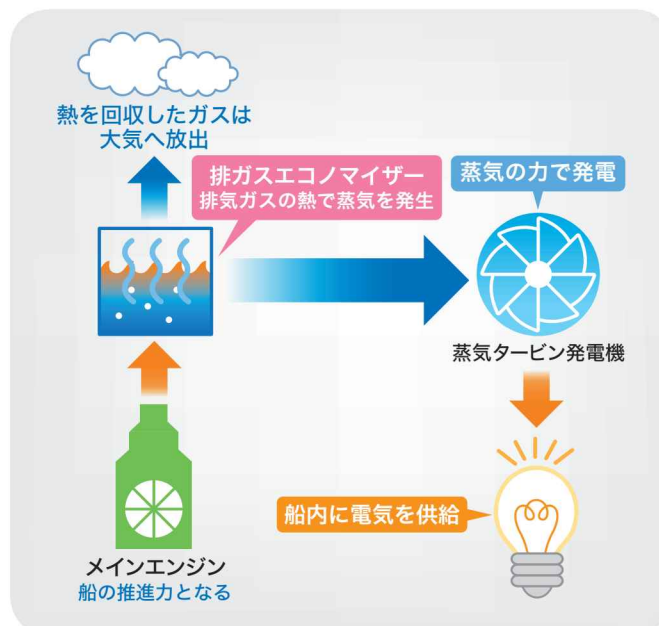 熱を回収したガスは
大気へ放出
排ガスエコノマイザー
排気ガスの熱で蒸気を発生
蒸気の力で発電
蒸気タービン発電機
船内に電気を供給
メインエンジン
船の推進力となる